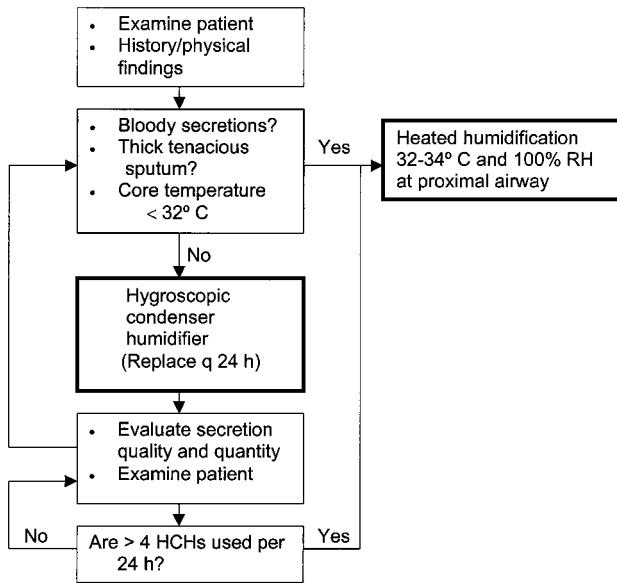 • Examine patient
• History/physical
findings
• Bloody secretions?
• Thick tenacious
sputum?
• Core temperature
< 32º C
Yes
Heated humidification
32-34º C and 100% RH
at proximal airway
No
Hygroscopic
condenser
humidifier
(Replace q 24 h)
• Evaluate secretion
quality and quantity
• Examine patient
No
Are > 4 HCHs used per
24 h?
Yes